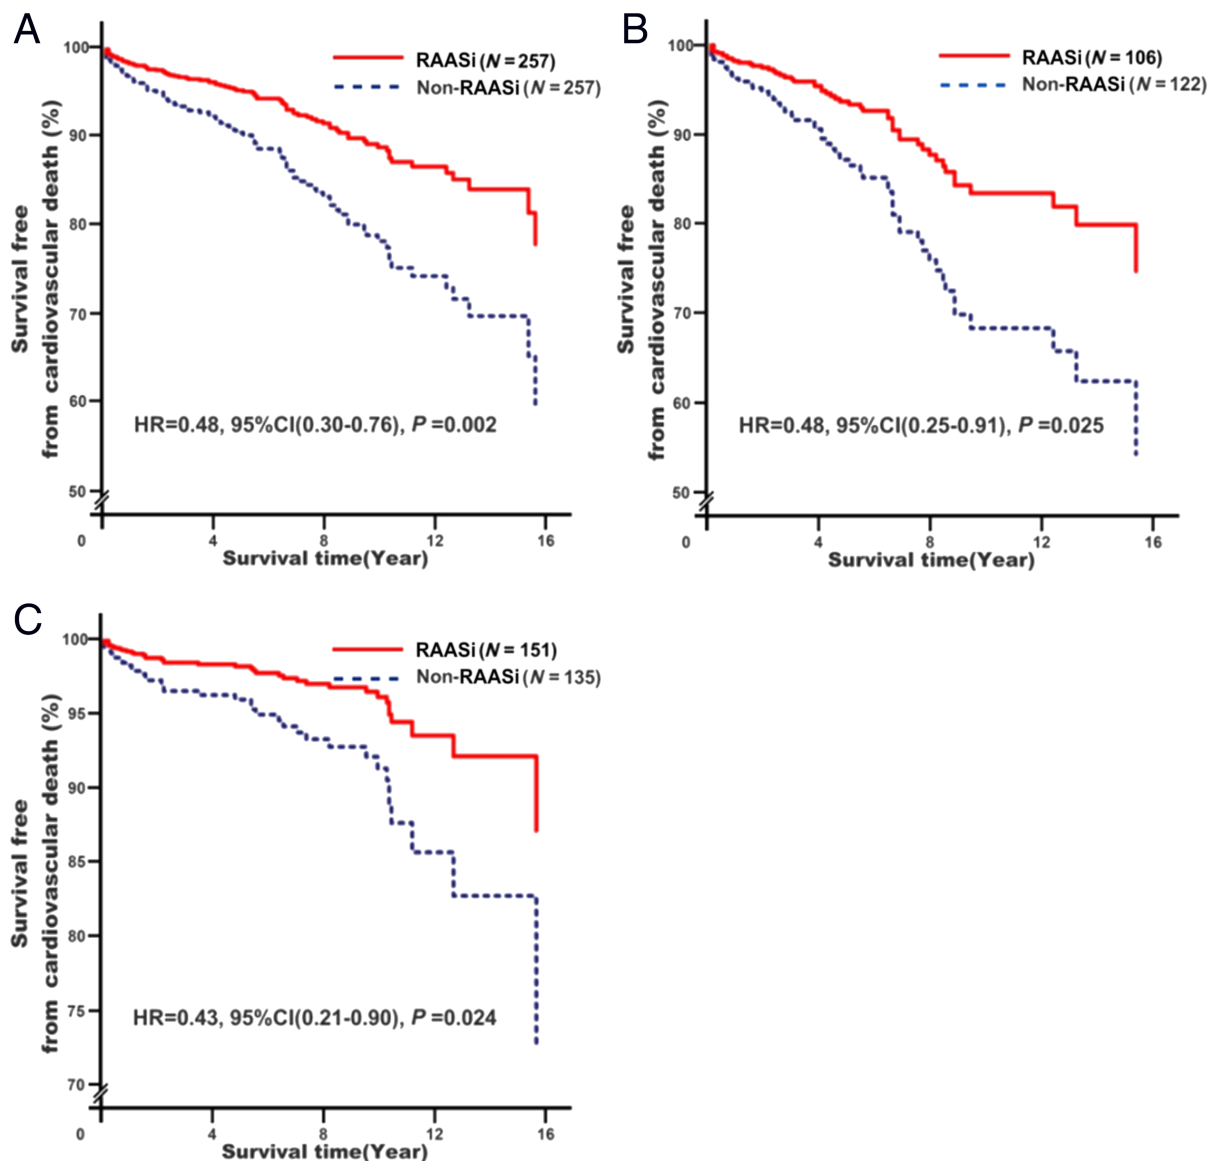 A
Survival free
from cardiovascular death (%)
100
90
80
70
60
50
RAASi (N = 257)
Non-RAASi (N = 257)
HR=0.48, 95%CI(0.30-0.76), P =0.002
0 4 8 12 16
Survival time(Year)
B
Survival free
from cardiovascular death (%)
100
90
80
70
60
50
RAASi (N = 106)
Non-RAASi (N = 122)
HR=0.48, 95%CI(0.25-0.91), P =0.025
0 4 8 12 16
Survival time(Year)
C
Survival free
from cardiovascular death (%)
100
95
90
85
80
75
70
RAASi (N = 151)
Non-RAASi (N = 135)
HR=0.43, 95%CI(0.21-0.90), P =0.024
0 4 8 12 16
Survival time(Year)